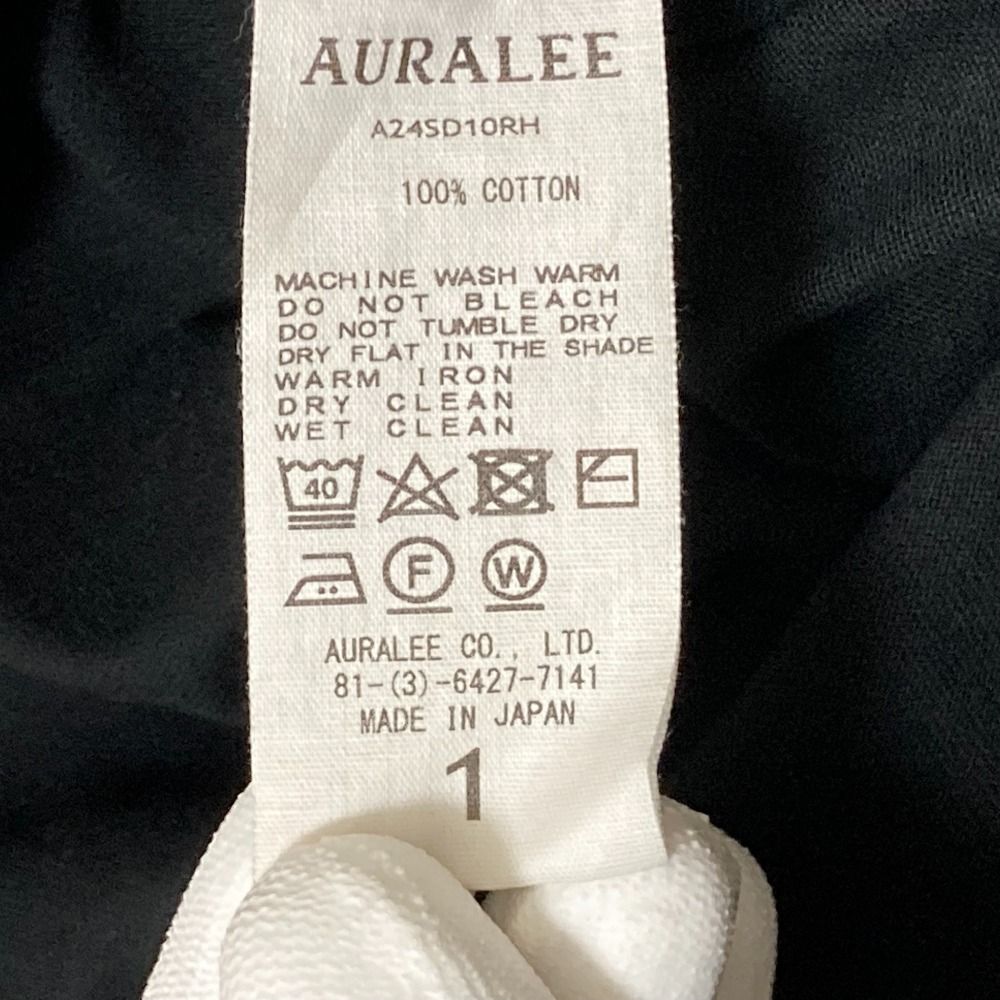 AURALEE
A24SD10RH
100% COTTON
MACHINE WASH WARM
DO NOT BLEACH
DO NOT TUMBLE DRY
DRY FLAT IN THE SHADE
WARM IRON
DRY CLEAN
WET CLEAN
40
F W
AURALEE CO., LTD.
81-(3)-6427-7141
MADE IN JAPAN
1